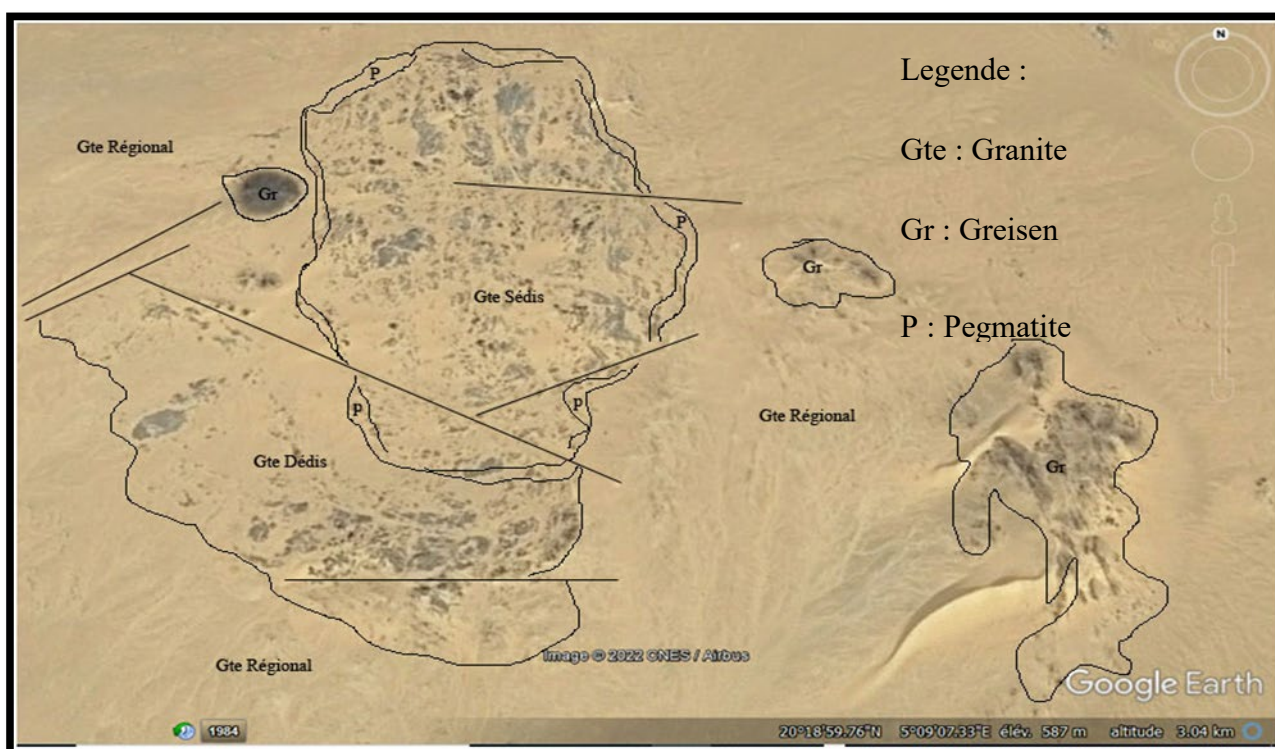 N
Legende :
P
Gte Régional
Gte : Granite
Gr
P
Gr : Greisen
Gr
Gte Sédis
P : Pegmatite
p
p
Gte Régional
Gte Dédis
Gr
Gte Régional
Image © 2022 CNES / Airbus
Google Earth
1984
20°18'59.76"N 5°09'07.33"E élév. 587 m altitude 3.04 km